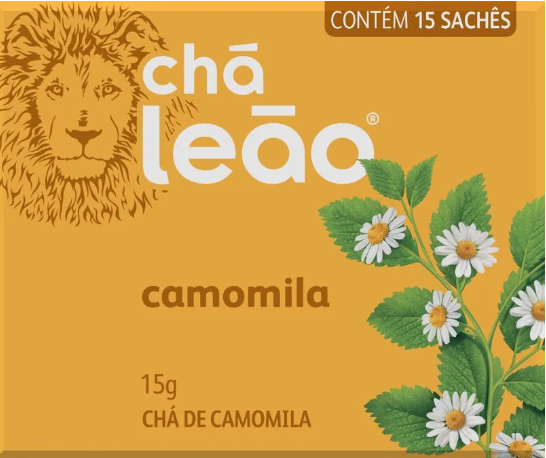 CONTÉM 15 SACHÊS
chá
leão®
camomila
15g
CHÁ DE CAMOMILA